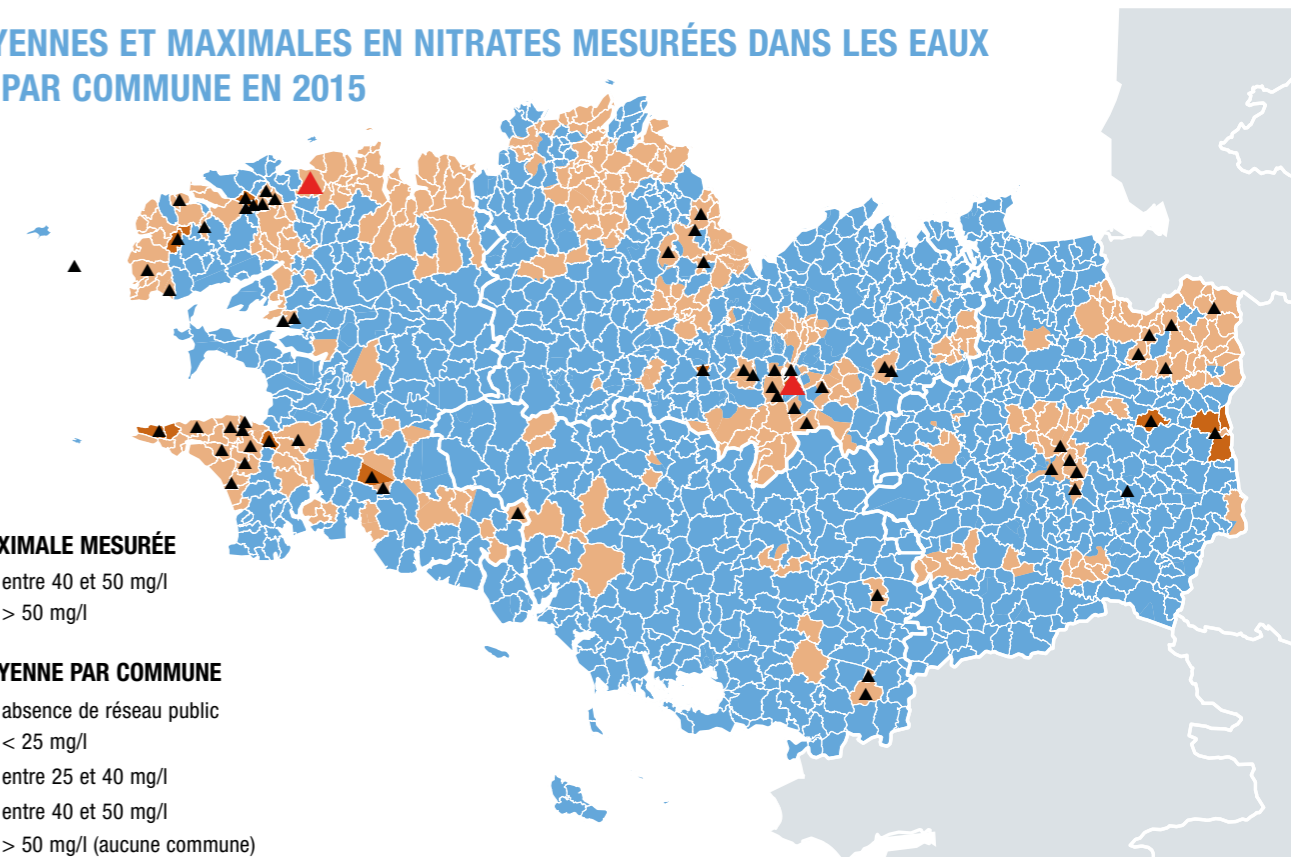 YENNES ET MAXIMALES EN NITRATES MESURÉES DANS LES EAUX
PAR COMMUNE EN 2015
XIMALE MESURÉE
entre 40 et 50 mg/l
> 50 mg/l
YENNE PAR COMMUNE
absence de réseau public
< 25 mg/l
entre 25 et 40 mg/l
entre 40 et 50 mg/l
> 50 mg/l (aucune commune)